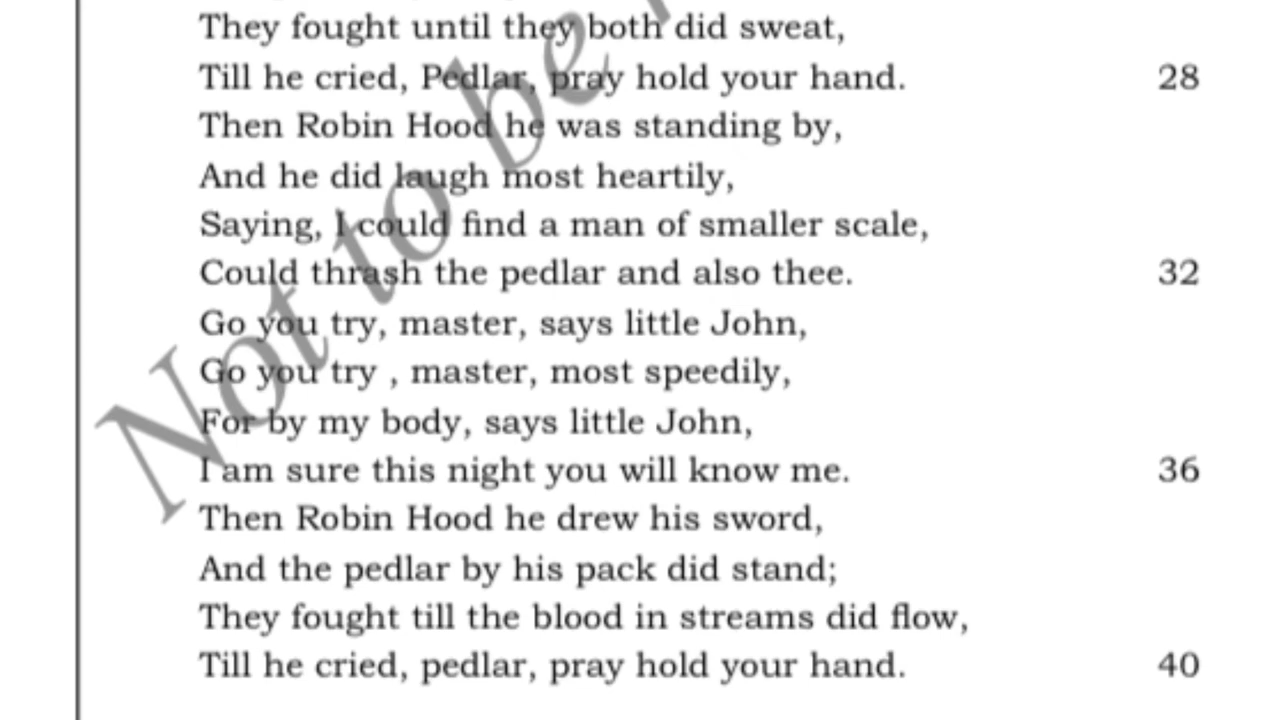 They fought until they both did sweat,
Till he cried, Pedlar, pray hold your hand. 28
Then Robin Hood he was standing by,
And he did laugh most heartily,
Saying, I could find a man of smaller scale,
Could thrash the pedlar and also thee. 32
Go you try, master, says little John,
Go you try , master, most speedily,
For by my body, says little John,
I am sure this night you will know me. 36
Then Robin Hood he drew his sword,
And the pedlar by his pack did stand;
They fought till the blood in streams did flow,
Till he cried, pedlar, pray hold your hand. 40
Not to be